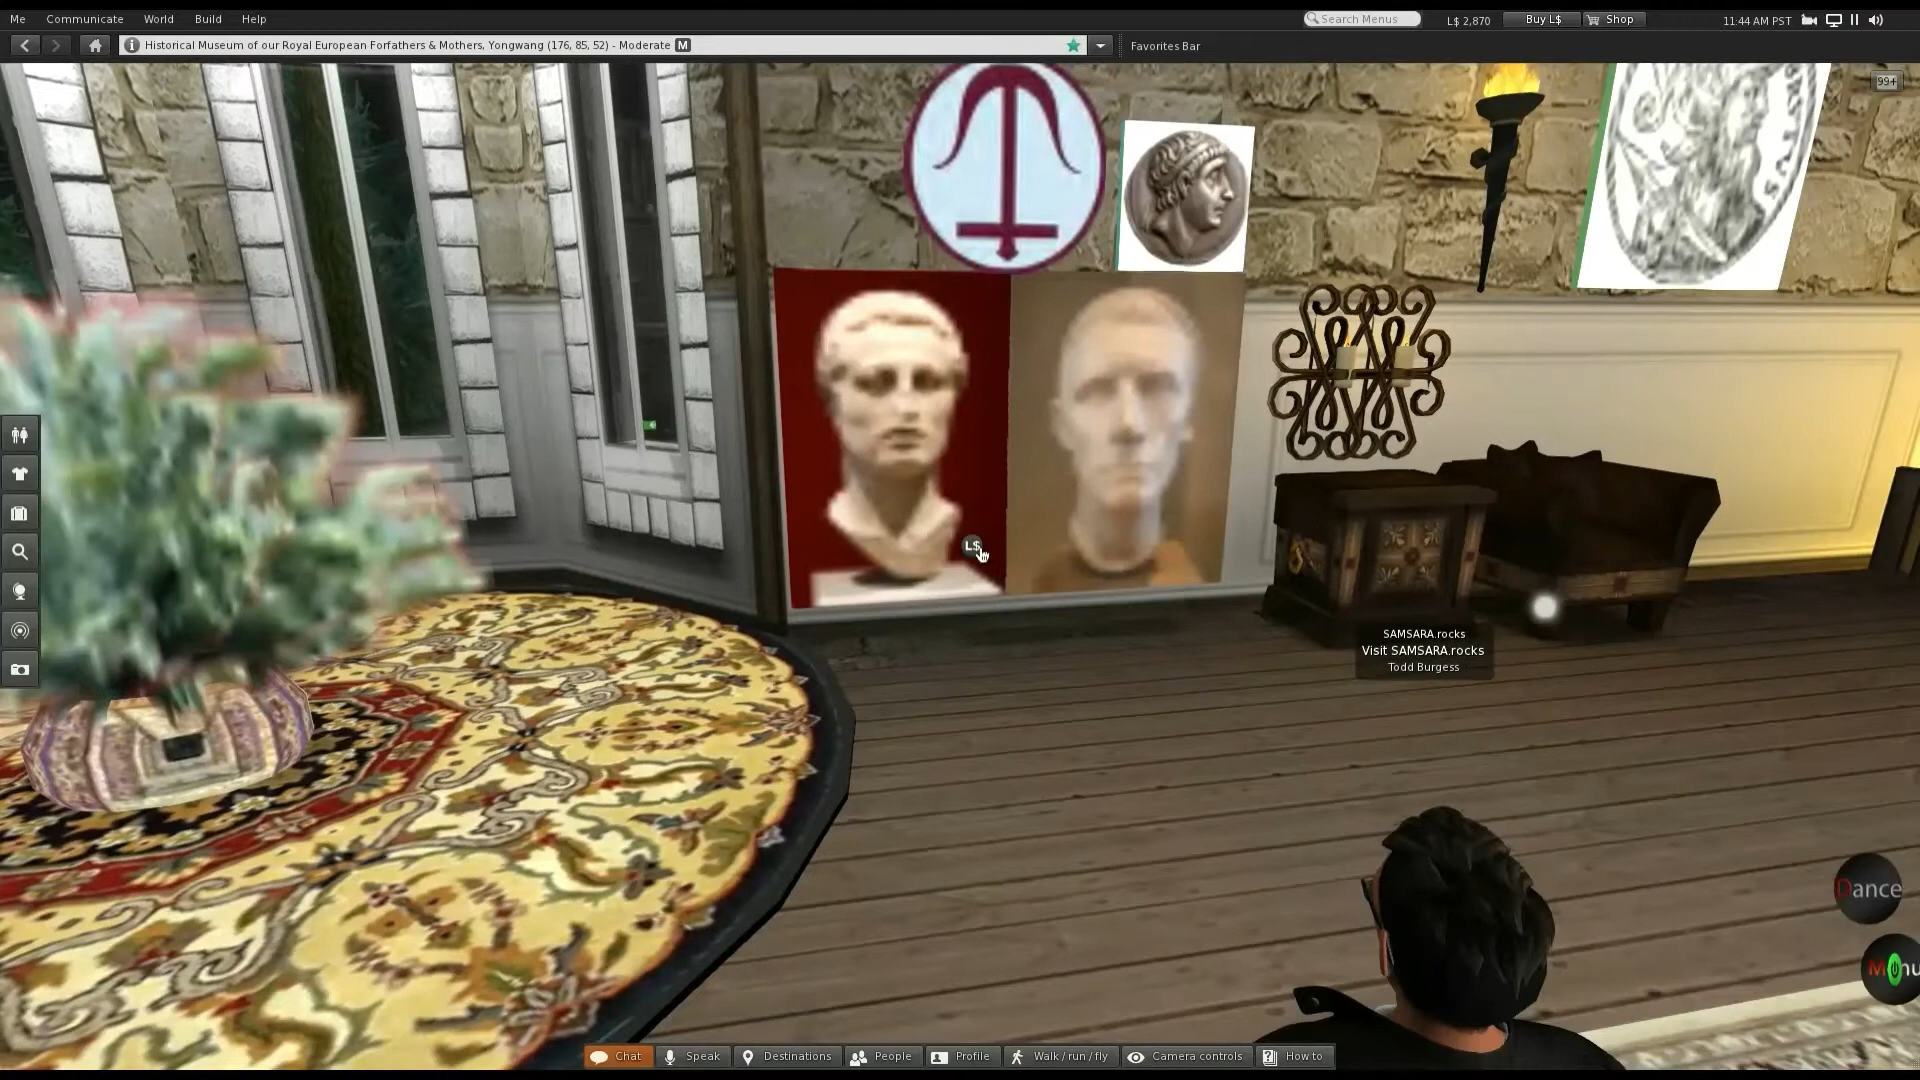 Me Communicate World Build Help Search Menus L$ 2,870 Buy L$ Shop 11:44 AM PST
Historical Museum of our Royal European Forfathers & Mothers, Yongwang (176, 85, 52) - Moderate M Favorites Bar
99+
L$
SAMSARA.rocks
Visit SAMSARA.rocks
Todd Burgess
Dance
Menu
Chat Speak Destinations People Profile Walk / run / fly Camera controls How to